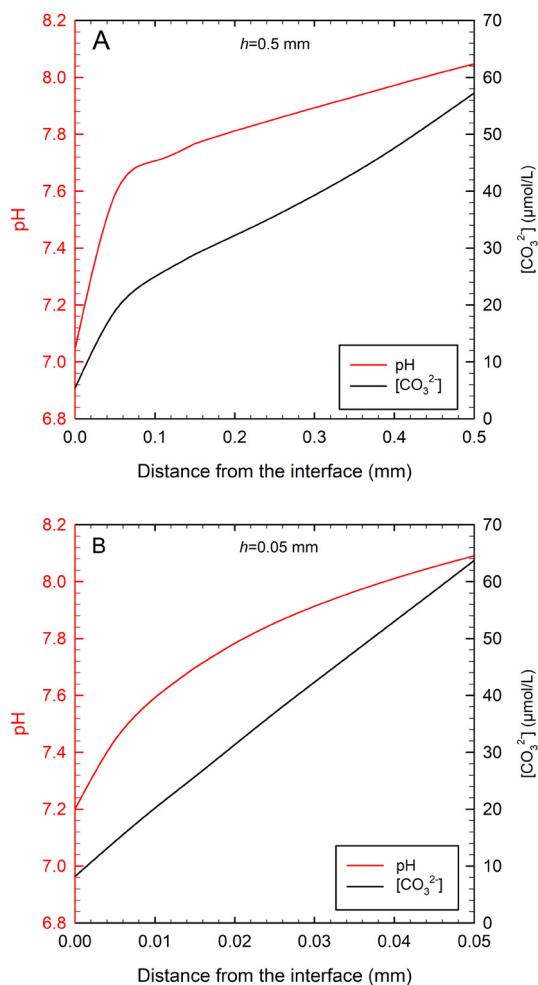 A
h=0.5 mm
8.2
8.0
7.8
7.6
7.4
7.2
7.0
6.8
pH
70
60
50
40
30
20
10
0
[CO₃²⁻] (µmol/L)
pH
[CO₃²⁻]
0.0 0.1 0.2 0.3 0.4 0.5
Distance from the interface (mm)
B
h=0.05 mm
8.2
8.0
7.8
7.6
7.4
7.2
7.0
6.8
pH
70
60
50
40
30
20
10
0
[CO₃²⁻] (µmol/L)
pH
[CO₃²⁻]
0.00 0.01 0.02 0.03 0.04 0.05
Distance from the interface (mm)